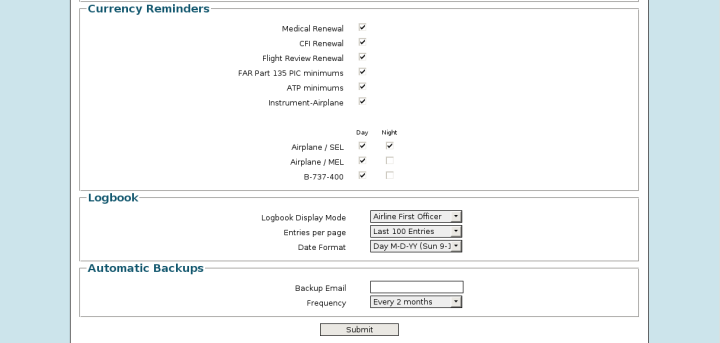 Currency Reminders
Medical Renewal
CFI Renewal
Flight Review Renewal
FAR Part 135 PIC minimums
ATP minimums
Instrument-Airplane
Day Night
Airplane / SEL
Airplane / MEL
B-737-400
Logbook
Logbook Display Mode Airline First Officer
Entries per page Last 100 Entries
Date Format Day M-D-YY (Sun 9-1
Automatic Backups
Backup Email
Frequency Every 2 months
Submit